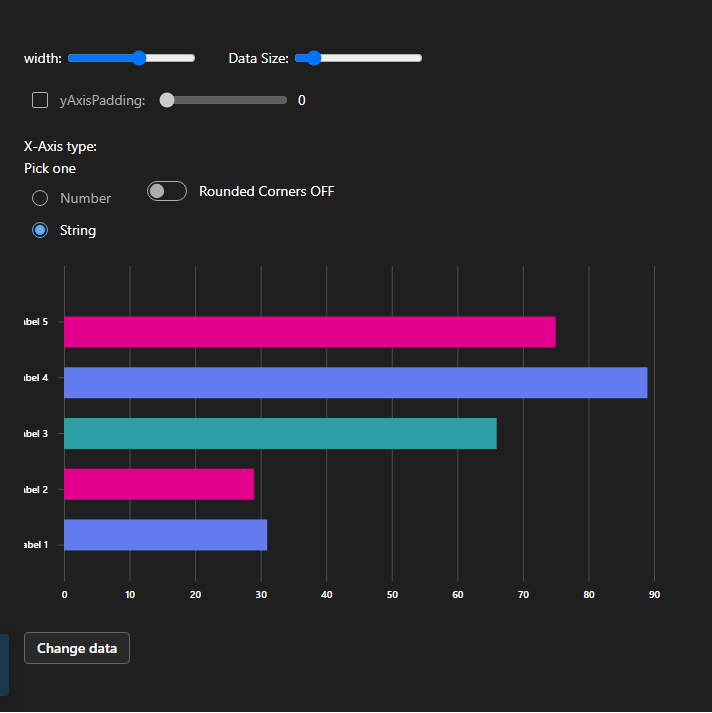 width: Data Size:
yAxisPadding: 0
X-Axis type:
Pick one
Number
Rounded Corners OFF
String
abel 5
abel 4
abel 3
abel 2
abel 1
0 10 20 30 40 50 60 70 80 90
Change data